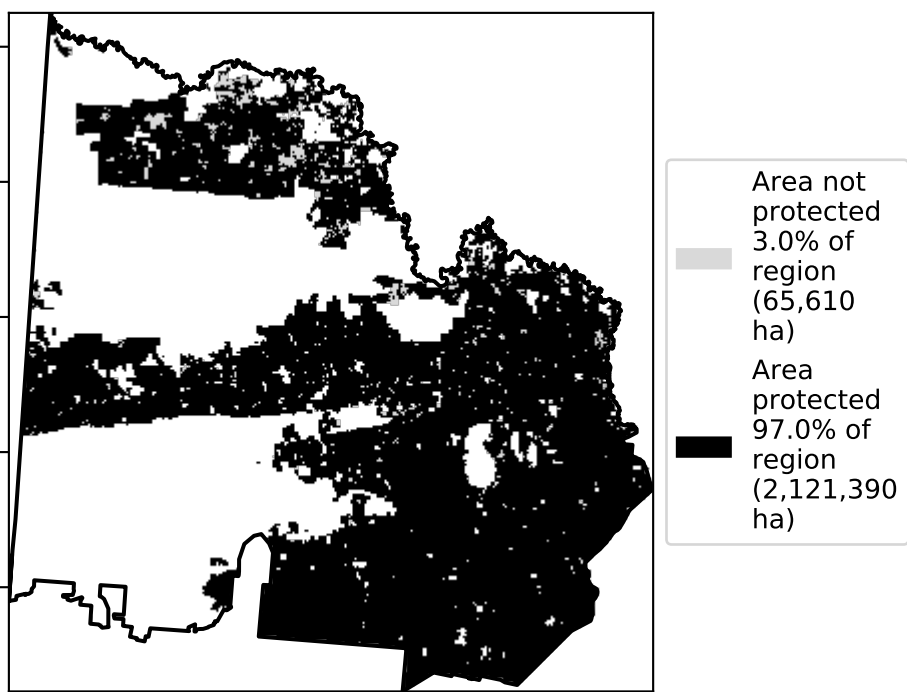 Area not
protected
3.0% of
region
(65,610
ha)
Area
protected
97.0% of
region
(2,121,390
ha)